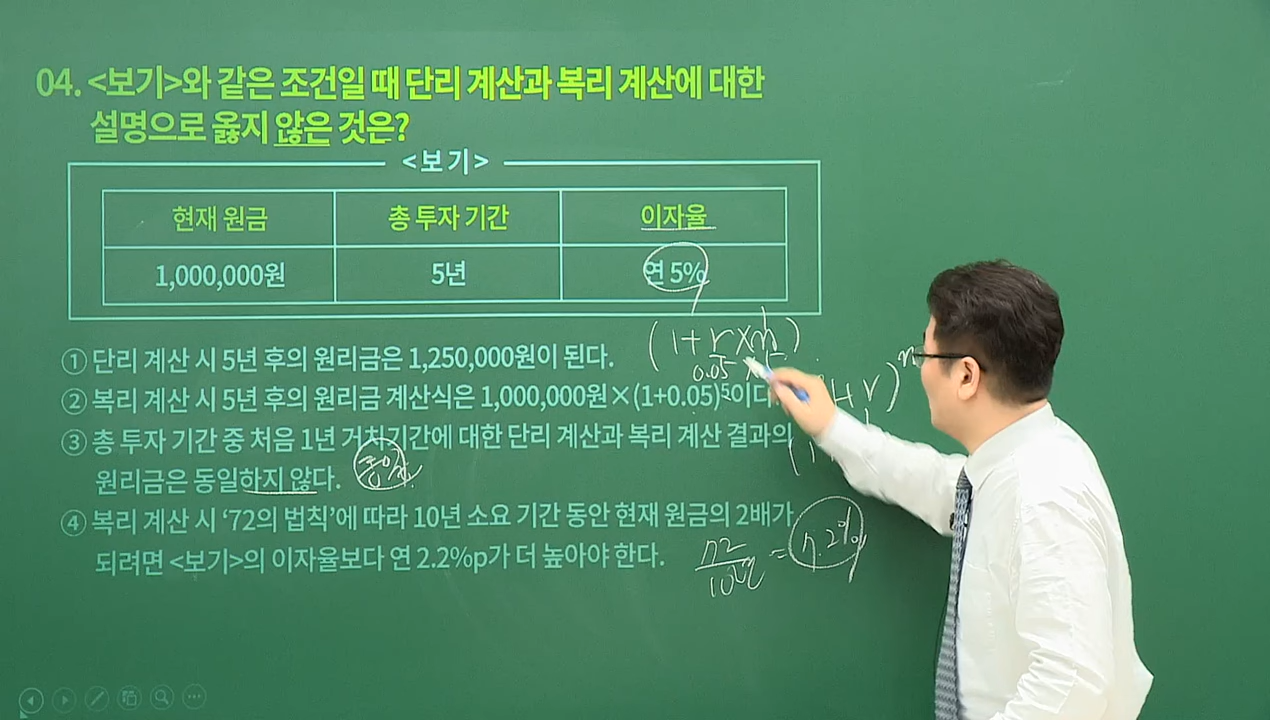 04. <보기>와 같은 조건일 때 단리 계산과 복리 계산에 대한
설명으로 옳지 않은 것은?
<보기>
현재 원금 총 투자 기간 이자율
1,000,000원 5년 연 5%
(1+r×n)
0.05
① 단리 계산 시 5년 후의 원리금은 1,250,000원이 된다.
+r)ⁿ
② 복리 계산 시 5년 후의 원리금 계산식은 1,000,000원×(1+0.05)⁵이다.
③ 총 투자 기간 중 처음 1년 거치기간에 대한 단리 계산과 복리 계산 결과의
원리금은 동일하지 않다. 동일
④ 복리 계산 시 '72의 법칙'에 따라 10년 소요 기간 동안 현재 원금의 2배가
되려면 <보기>의 이자율보다 연 2.2%p가 더 높아야 한다.
72
10년 = 7.2%